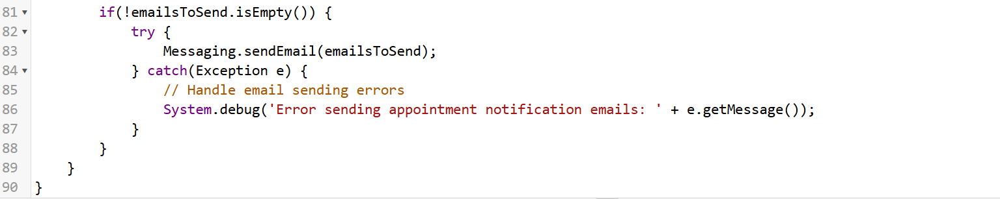 81 if(!emailsToSend.isEmpty()) {
82 try {
83 Messaging.sendEmail(emailsToSend);
84 } catch(Exception e) {
85 // Handle email sending errors
86 System.debug('Error sending appointment notification emails: ' + e.getMessage());
87 }
88 }
89 }
90 }